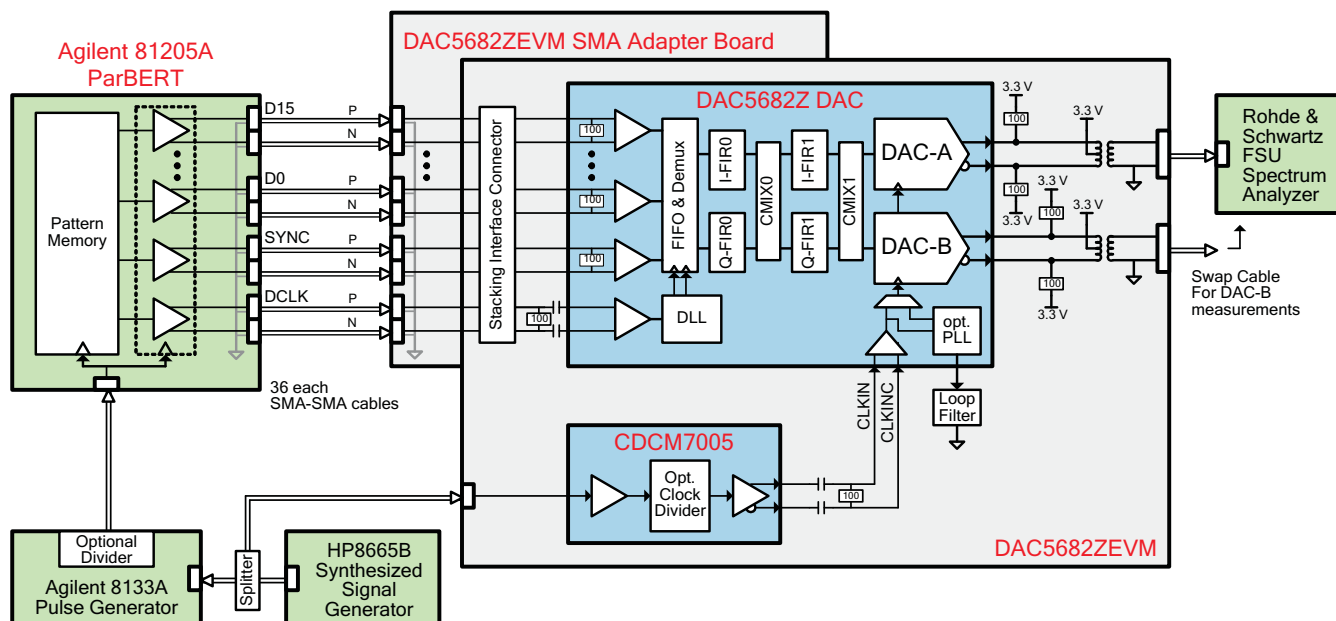 Agilent 81205A
ParBERT
Pattern
Memory
D15
P
N
D0
P
N
SYNC
P
N
DCLK
P
N
36 each
SMA-SMA cables
DAC5682ZEVM SMA Adapter Board
Stacking Interface Connector
DAC5682Z DAC
100
100
100
100
FIFO & Demux
DLL
I-FIR0
Q-FIR0
CMIX0
I-FIR1
Q-FIR1
CMIX1
DAC-A
DAC-B
opt.
PLL
Loop
Filter
CLKIN
CLKINC
3.3 V
100
3.3 V
100
3.3 V
3.3 V
100
3.3 V
100
3.3 V
Rohde &
Schwartz
FSU
Spectrum
Analyzer
Swap Cable
For DAC-B
measurements
CDCM7005
Opt.
Clock
Divider
100
DAC5682ZEVM
Optional
Divider
Agilent 8133A
Pulse Generator
Splitter
HP8665B
Synthesized
Signal
Generator